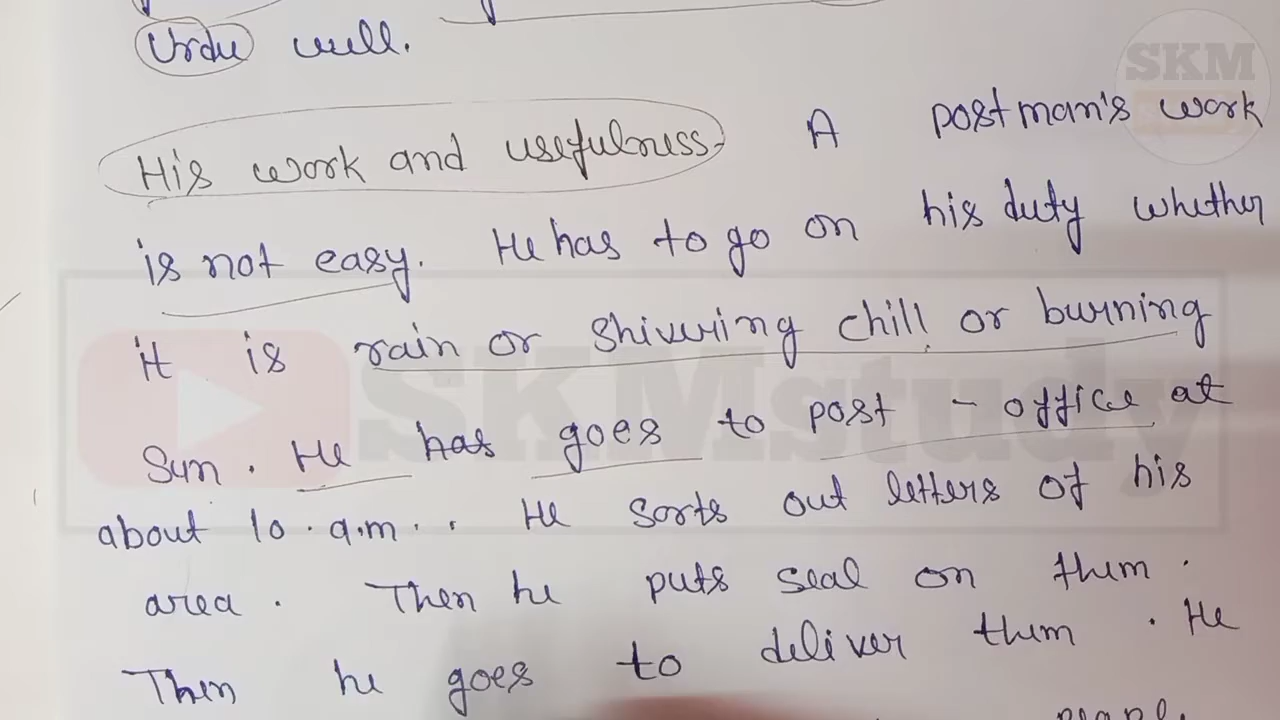 Urdu well.
SKM
His work and usefulness- A postman's work
is not easy. He has to go on his duty whether
it is rain or shivering chill or burning
Sun. He has goes to post - office at
about 10.a.m.. He sorts out letters of his
area. Then he puts seal on them.
Then he goes to deliver them. He
SKMstudy